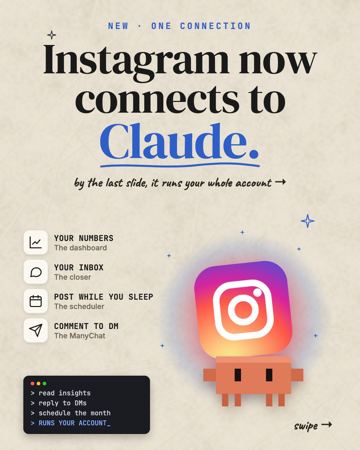 NEW · ONE CONNECTION
Instagram now
connects to
Claude.
by the last slide, it runs your whole account →
YOUR NUMBERS
The dashboard
YOUR INBOX
The closer
POST WHILE YOU SLEEP
The scheduler
COMMENT TO DM
The ManyChat
> read insights
> reply to DMs
> schedule the month
> RUNS YOUR ACCOUNT_
swipe →